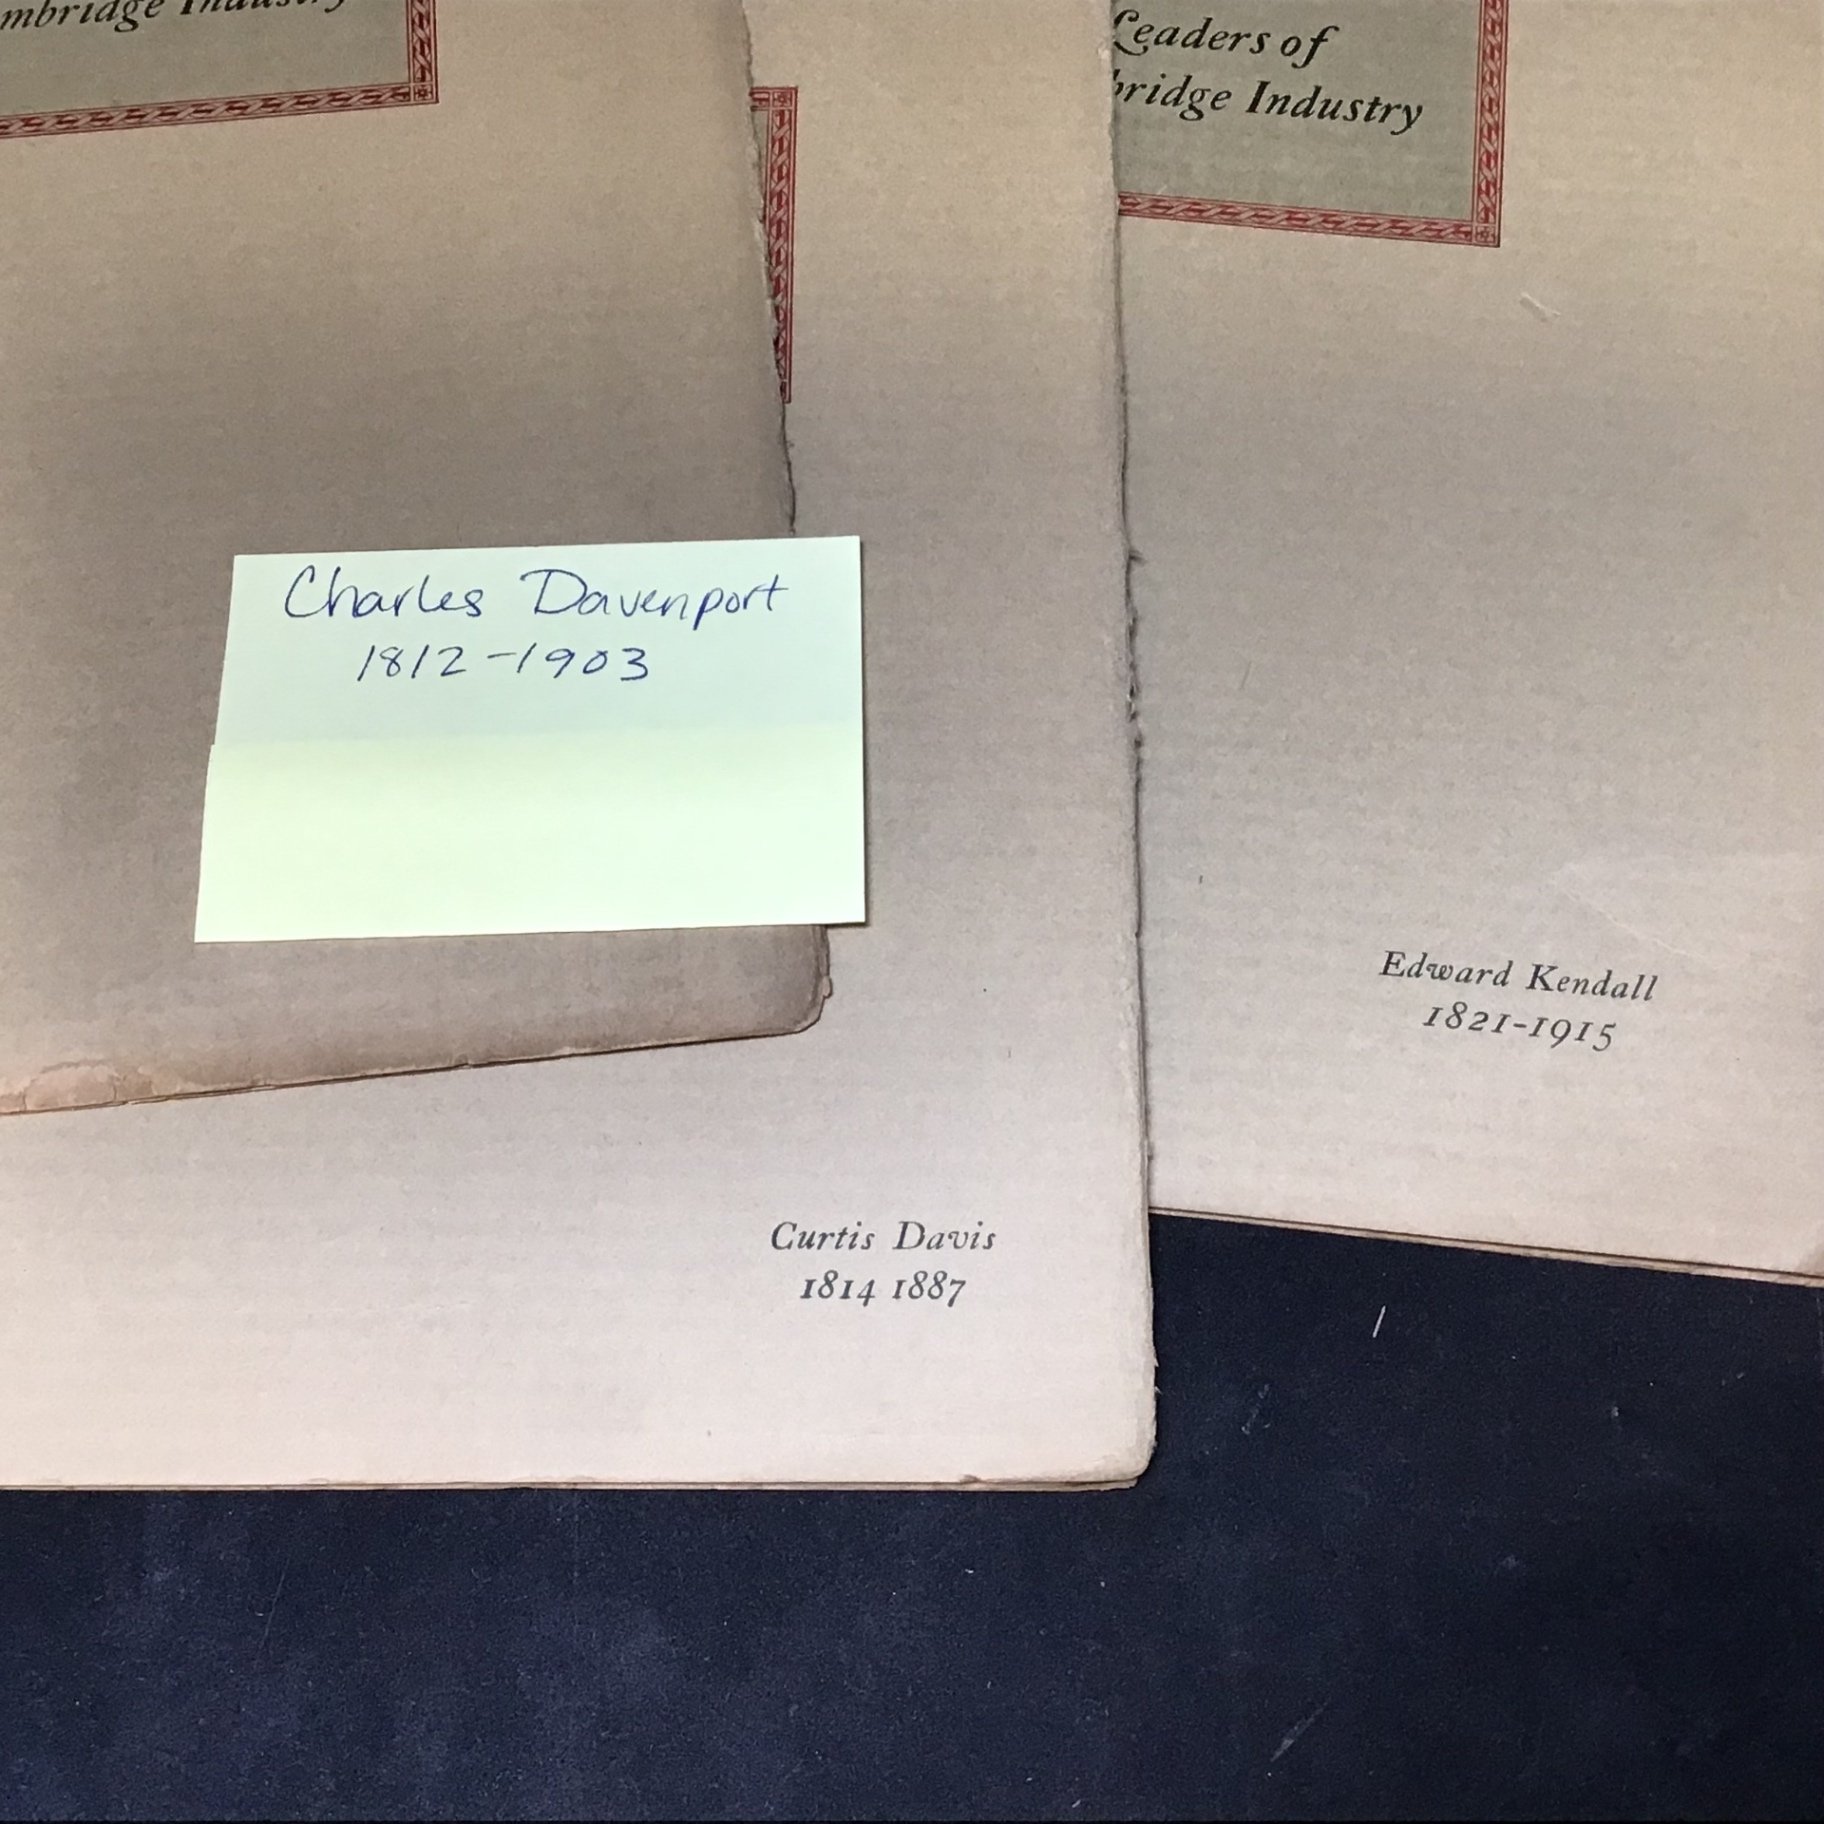 mbridge Industry
Leaders of
bridge Industry
Charles Davenport
1812-1903
Edward Kendall
1821-1915
Curtis Davis
1814 1887